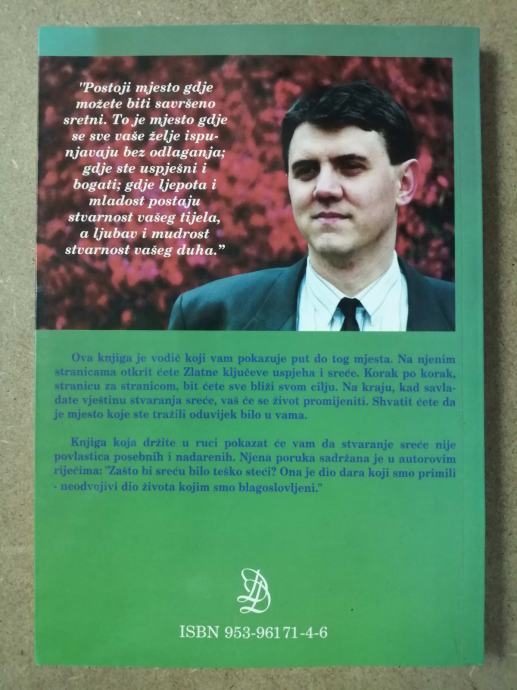 "Postoji mjesto gdje
možete biti savršeno
sretni. To je mjesto gdje
se sve vaše želje ispu-
njavaju bez odlaganja;
gdje ste uspješni i
bogati; gdje ljepota i
mladost postaju
stvarnost vašeg tijela,
a ljubav i mudrost
stvarnost vašeg duha."
Ova knjiga je vodič koji vam pokazuje put do tog mjesta. Na njenim
stranicama otkrit ćete Zlatne ključeve uspjeha i sreće. Korak po korak,
stranicu za stranicom, bit ćete sve bliži svom cilju. Na kraju, kad savla-
date vještinu stvaranja sreće, vaš će se život promijeniti. Shvatit ćete da
je mjesto koje ste tražili oduvijek bilo u vama.
Knjiga koja držite u ruci pokazat će vam da stvaranje sreće nije
povlastica posebnih i nadarenih. Njena poruka sadržana je u autorovim
riječima: "Zašto bi sreću bilo teško steći? Ona je dio dara koji smo primili
- neodvojivi dio života kojim smo blagoslovljeni."
ISBN 953-96171-4-6